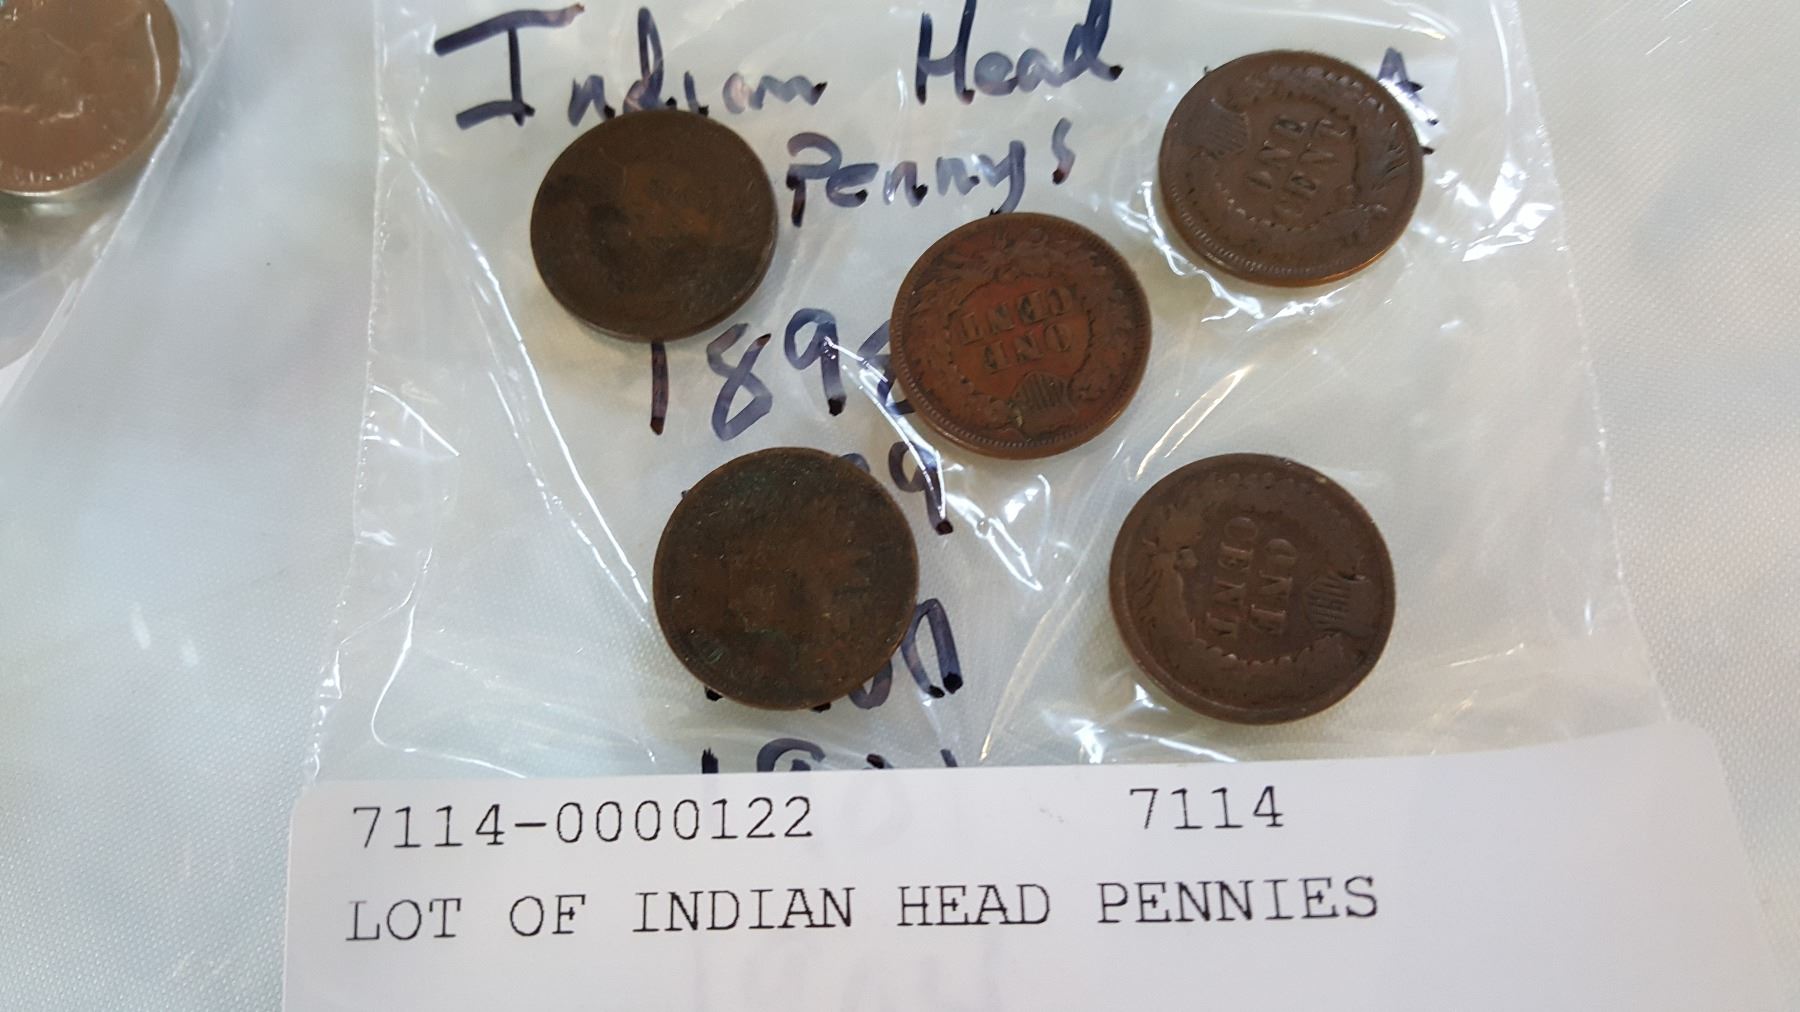 Indian Head
Pennys
ONE
CENT
ONE
CENT
ONE
CENT
7114-0000122 7114
LOT OF INDIAN HEAD PENNIES